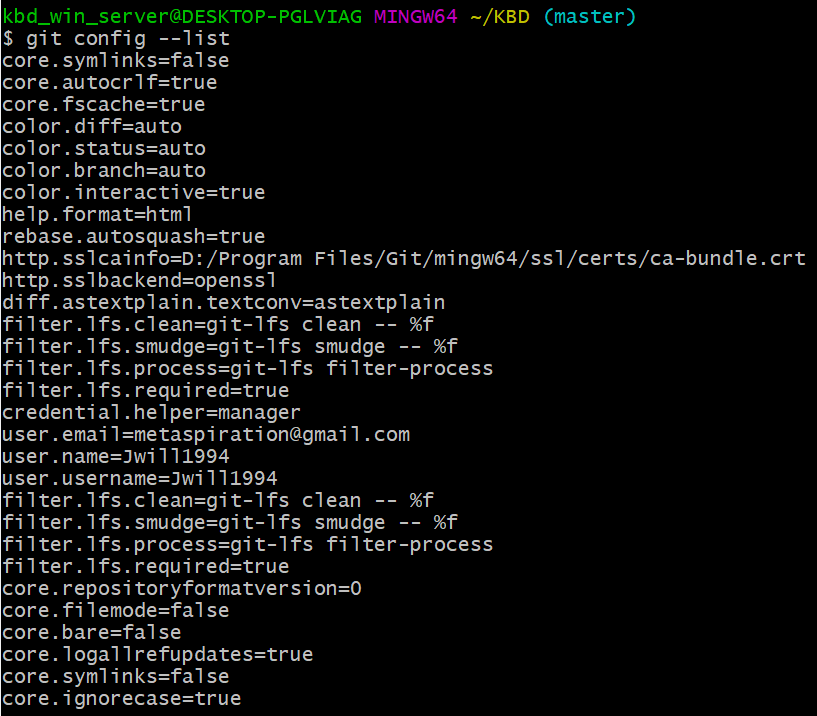 kbd_win_server@DESKTOP-PGLVIAG MINGW64 ~/KBD (master)
$ git config --list
core.symlinks=false
core.autocrlf=true
core.fscache=true
color.diff=auto
color.status=auto
color.branch=auto
color.interactive=true
help.format=html
rebase.autosquash=true
http.sslcainfo=D:/Program Files/Git/mingw64/ssl/certs/ca-bundle.crt
http.sslbackend=openssl
diff.astextplain.textconv=astextplain
filter.lfs.clean=git-lfs clean -- %f
filter.lfs.smudge=git-lfs smudge -- %f
filter.lfs.process=git-lfs filter-process
filter.lfs.required=true
credential.helper=manager
user.email=metaspiration@gmail.com
user.name=Jwill1994
user.username=Jwill1994
filter.lfs.clean=git-lfs clean -- %f
filter.lfs.smudge=git-lfs smudge -- %f
filter.lfs.process=git-lfs filter-process
filter.lfs.required=true
core.repositoryformatversion=0
core.filemode=false
core.bare=false
core.logallrefupdates=true
core.symlinks=false
core.ignorecase=true